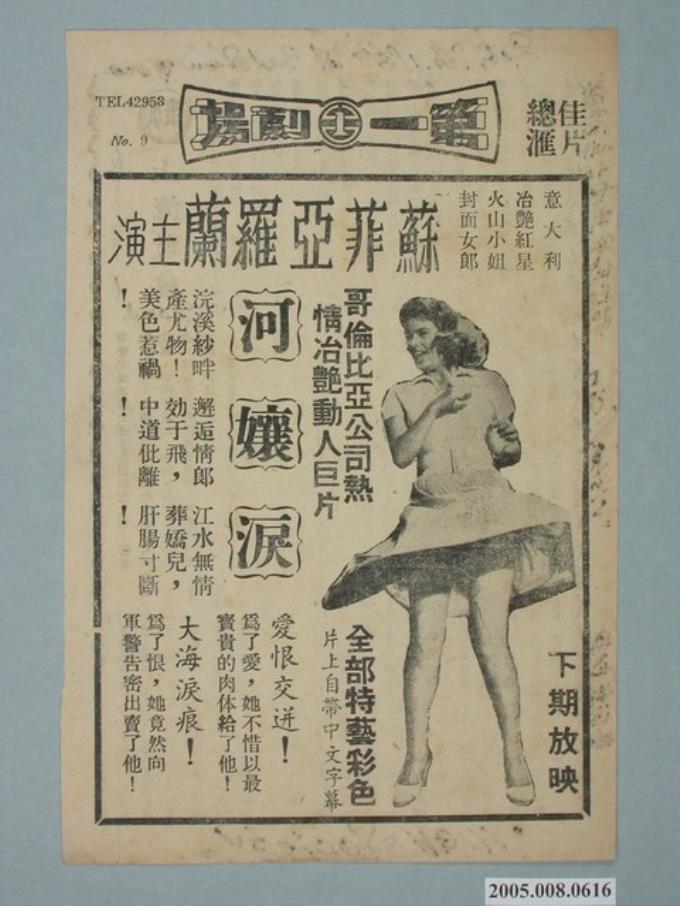 TEL42953
No. 9
第一劇場
佳片
總滙
意大利
冶艷紅星
火山小姐
封面女郎
蘇菲亞羅蘭主演
哥倫比亞公司熱
情冶艷動人巨片
河孃淚
浣溪紗畔
產尤物！
美色惹禍！
邂逅情郎
効于飛，
中道仳離！
江水無情
葬嬌兒，
肝腸寸斷！
愛恨交迸！
為了愛，她不惜以最
寶貴的肉体給了他！
大海淚痕！
為了恨，她竟然向
軍警告密出賣了他！
全部特藝彩色
片上自帶中文字幕
下期放映
2005.008.0616